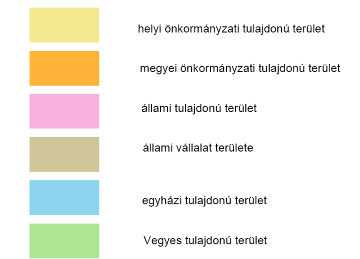 helyi önkormányzati tulajdonú terület
megyei önkormányzati tulajdonú terület
állami tulajdonú terület
állami vállalat területe
egyházi tulajdonú terület
Vegyes tulajdonú terület